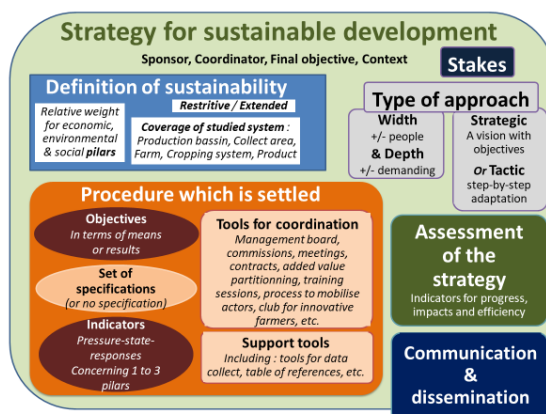 Strategy for sustainable development
Sponsor, Coordinator, Final objective, Context
Stakes
Definition of sustainability
Relative weight
for economic,
environmental
& social pillars
Restritive / Extended
Coverage of studied system :
Production bassin, Collect area,
Farm, Cropping system, Product
Type of approach
Width
+/- people
& Depth
+/- demanding
Strategic
A vision with
objectives
Or Tactic
step-by-step
adaptation
Procedure which is settled
Objectives
In terms of means
or results
Set of
specifications
(or no specification)
Indicators
Pressure-state-
responses
Concerning 1 to 3
pilars
Tools for coordination
Management board,
commissions, meetings,
contracts, added value
partitionning, training
sessions, process to mobilise
actors, club for innovative
farmers, etc.
Support tools
Including : tools for data
collect, table of references, etc.
Assessment
of the
strategy
Indicators for progress,
impacts and efficiency
Communication
&
dissemination